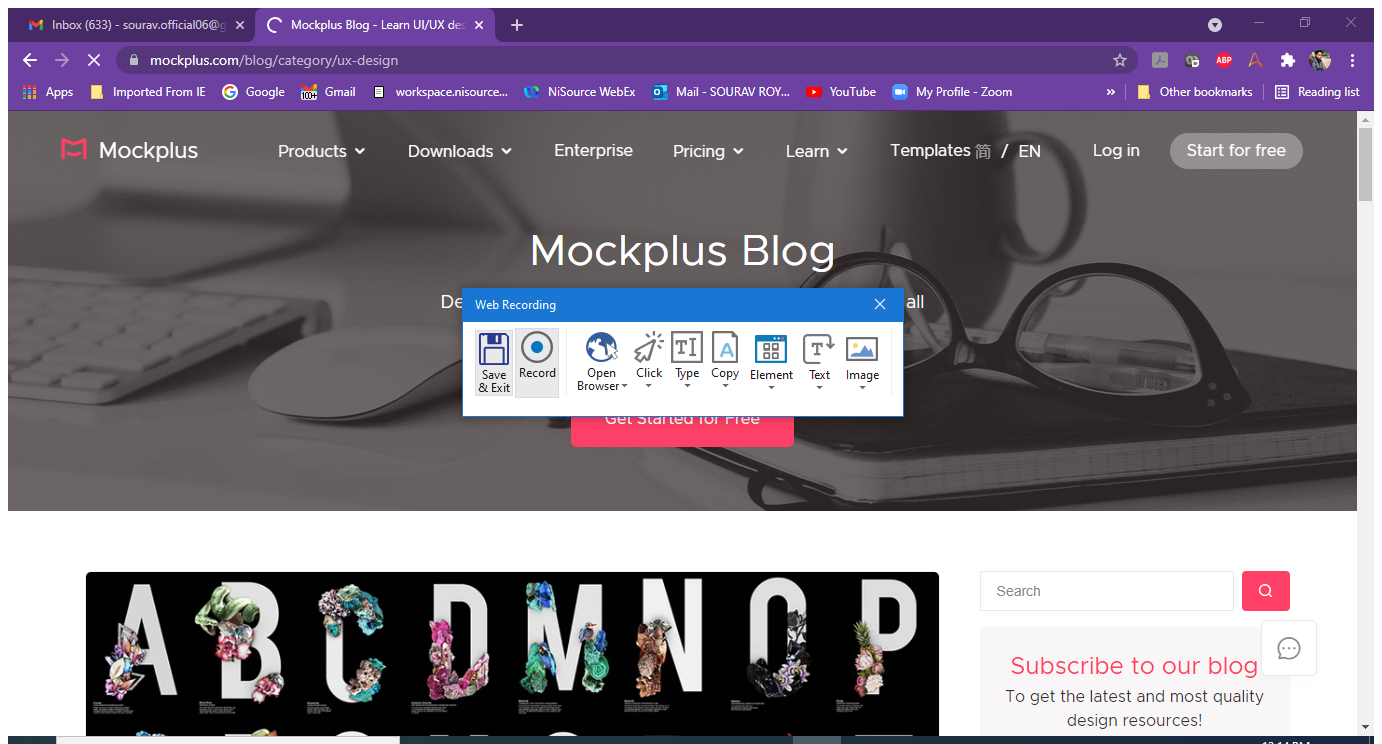 Inbox (633) - sourav.official06@g
Mockplus Blog - Learn UI/UX des
mockplus.com/blog/category/ux-design
ABP
Apps
Imported From IE
Google
100+
Gmail
workspace.nisource...
NiSource WebEx
Mail - SOURAV ROY...
YouTube
My Profile - Zoom
»
Other bookmarks
Reading list
Mockplus
Products
Downloads
Enterprise
Pricing
Learn
Templates
简 / EN
Log in
Start for free
Mockplus Blog
De
all
Web Recording
Save
& Exit
Record
Open
Browser
Click
Type
Copy
Element
Text
Image
Get Started for Free
A B C D M N O P
Search
Subscribe to our blog
To get the latest and most quality
design resources!